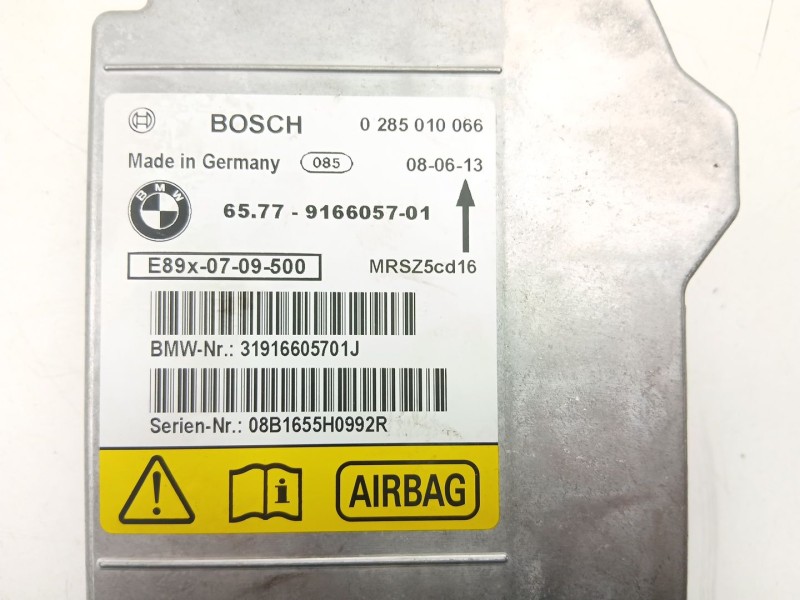 BOSCH 0 285 010 066
Made in Germany 085 08-06-13
BMW 65.77 - 9166057-01
E89x-07-09-500 MRSZ5cd16
BMW-Nr.: 31916605701J
Serien-Nr.: 08B1655H0992R
! i AIRBAG